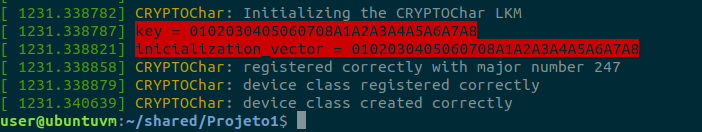 [ 1231.338782] CRYPTOChar: Initializing the CRYPTOChar LKM
[ 1231.338787] key = 0102030405060708A1A2A3A4A5A6A7A8
[ 1231.338821] inicialization_vector = 0102030405060708A1A2A3A4A5A6A7A8
[ 1231.338858] CRYPTOChar: registered correctly with major number 247
[ 1231.338879] CRYPTOChar: device class registered correctly
[ 1231.340639] CRYPTOChar: device class created correctly
user@ubuntuvm:~/shared/Projeto1$